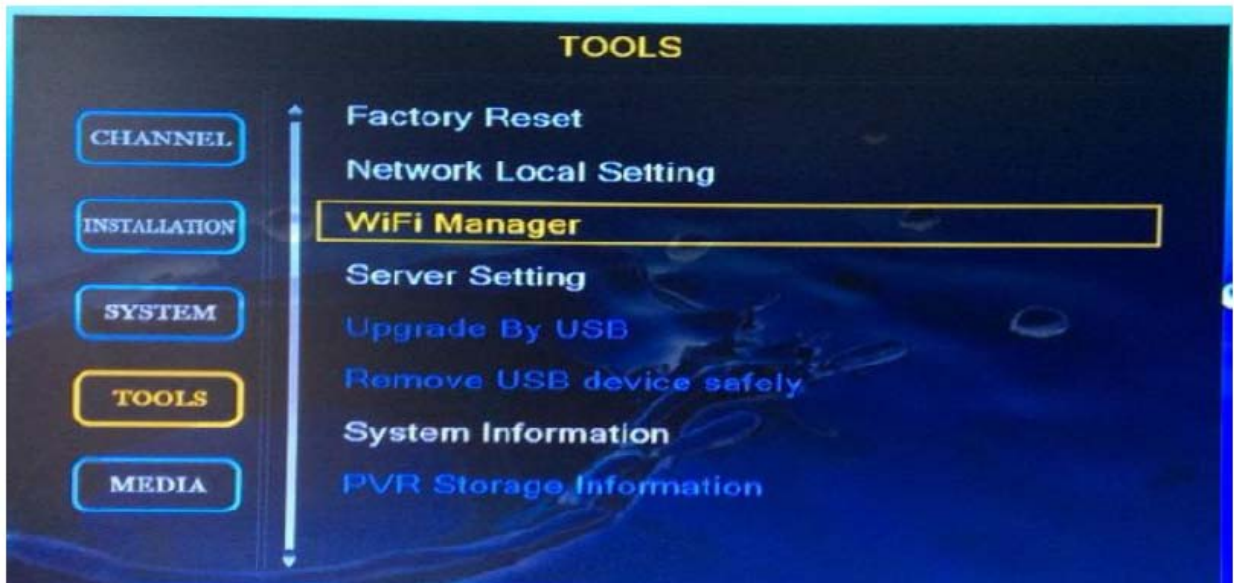 TOOLS
CHANNEL
INSTALLATION
SYSTEM
TOOLS
MEDIA
Factory Reset
Network Local Setting
WiFi Manager
Server Setting
Upgrade By USB
Remove USB device safely
System Information
PVR Storage Information